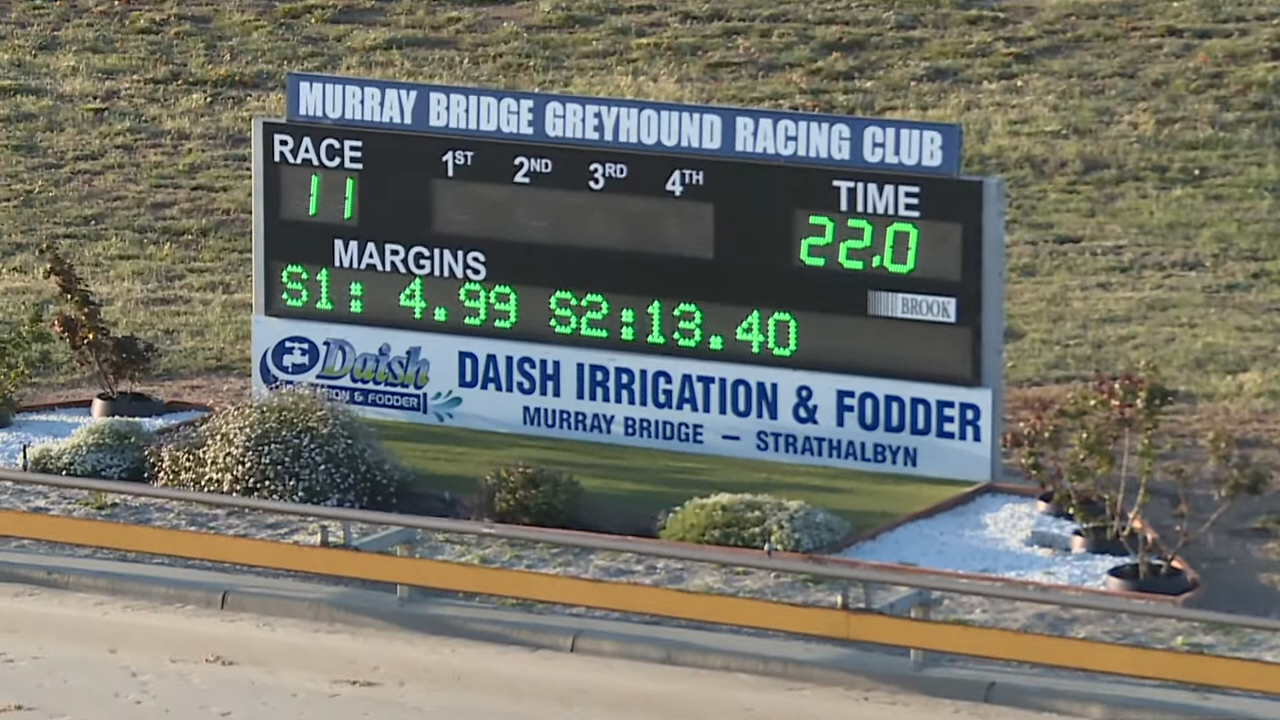 MURRAY BRIDGE GREYHOUND RACING CLUB
RACE 1ST 2ND 3RD 4TH TIME
11 22.0
MARGINS
S1: 4.99 S2:13.40
BROOK
Daish
& FODDER
DAISH IRRIGATION & FODDER
MURRAY BRIDGE – STRATHALBYN